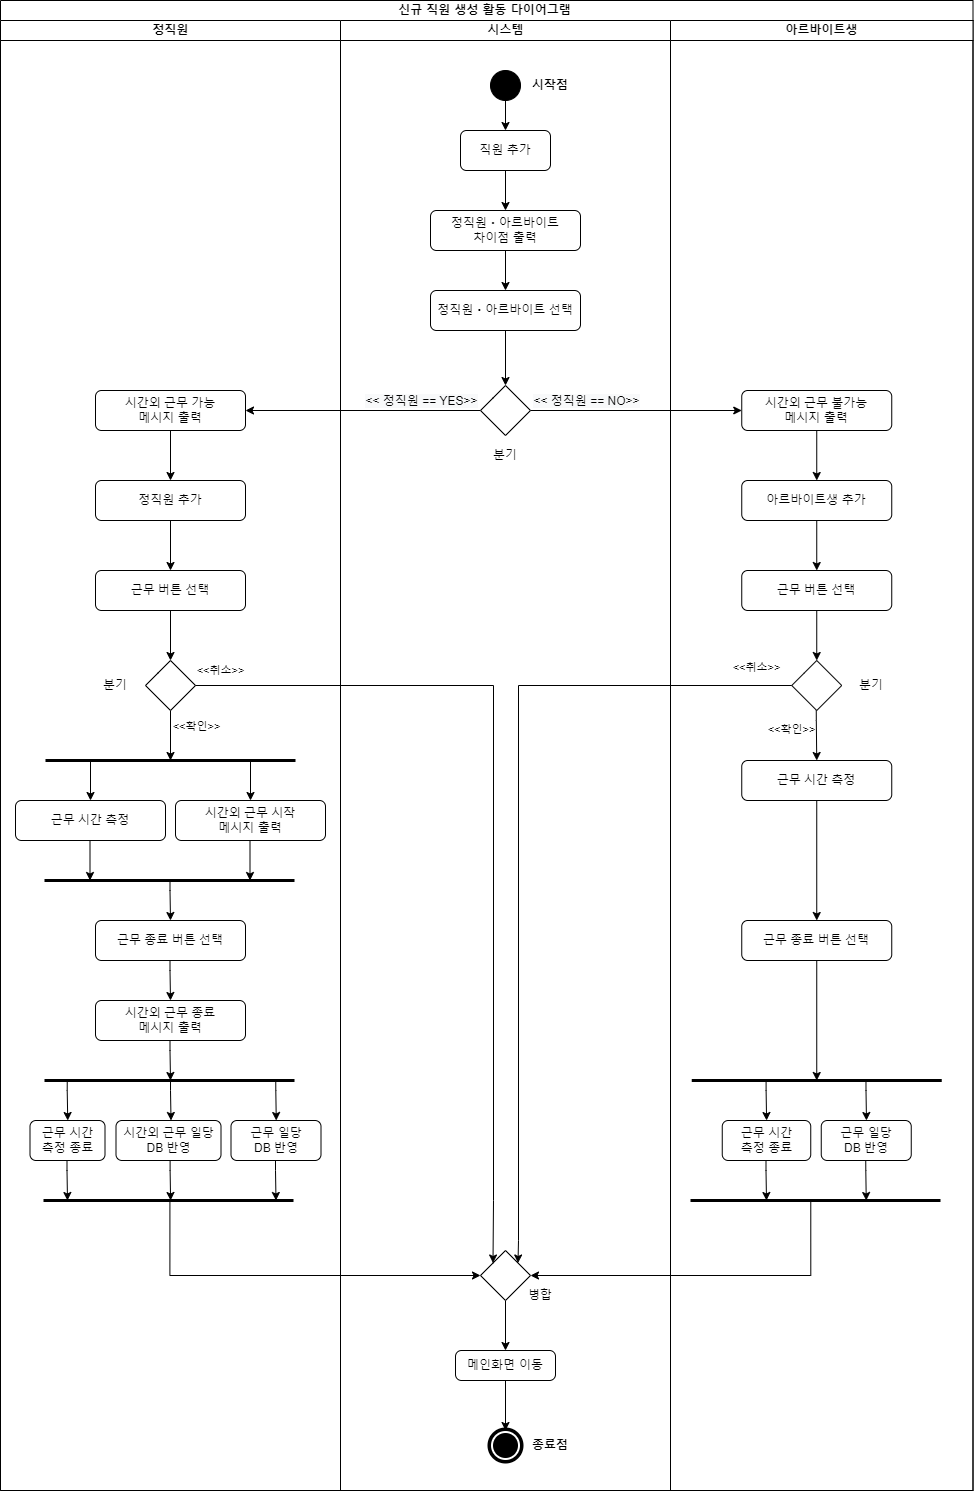 신규 직원 생성 활동 다이어그램
정직원
시스템
아르바이트생
시작점
직원 추가
정직원 · 아르바이트
차이점 출력
정직원 · 아르바이트 선택
<< 정직원 == YES>>
<< 정직원 == NO>>
분기
시간외 근무 가능
메시지 출력
시간외 근무 불가능
메시지 출력
정직원 추가
아르바이트생 추가
근무 버튼 선택
근무 버튼 선택
분기
<<취소>>
<<취소>>
분기
<<확인>>
<<확인>>
근무 시간 측정
시간외 근무 시작
메시지 출력
근무 시간 측정
근무 종료 버튼 선택
근무 종료 버튼 선택
시간외 근무 종료
메시지 출력
근무 시간
측정 종료
시간외 근무 일당
DB 반영
근무 일당
DB 반영
근무 시간
측정 종료
근무 일당
DB 반영
병합
메인화면 이동
종료점